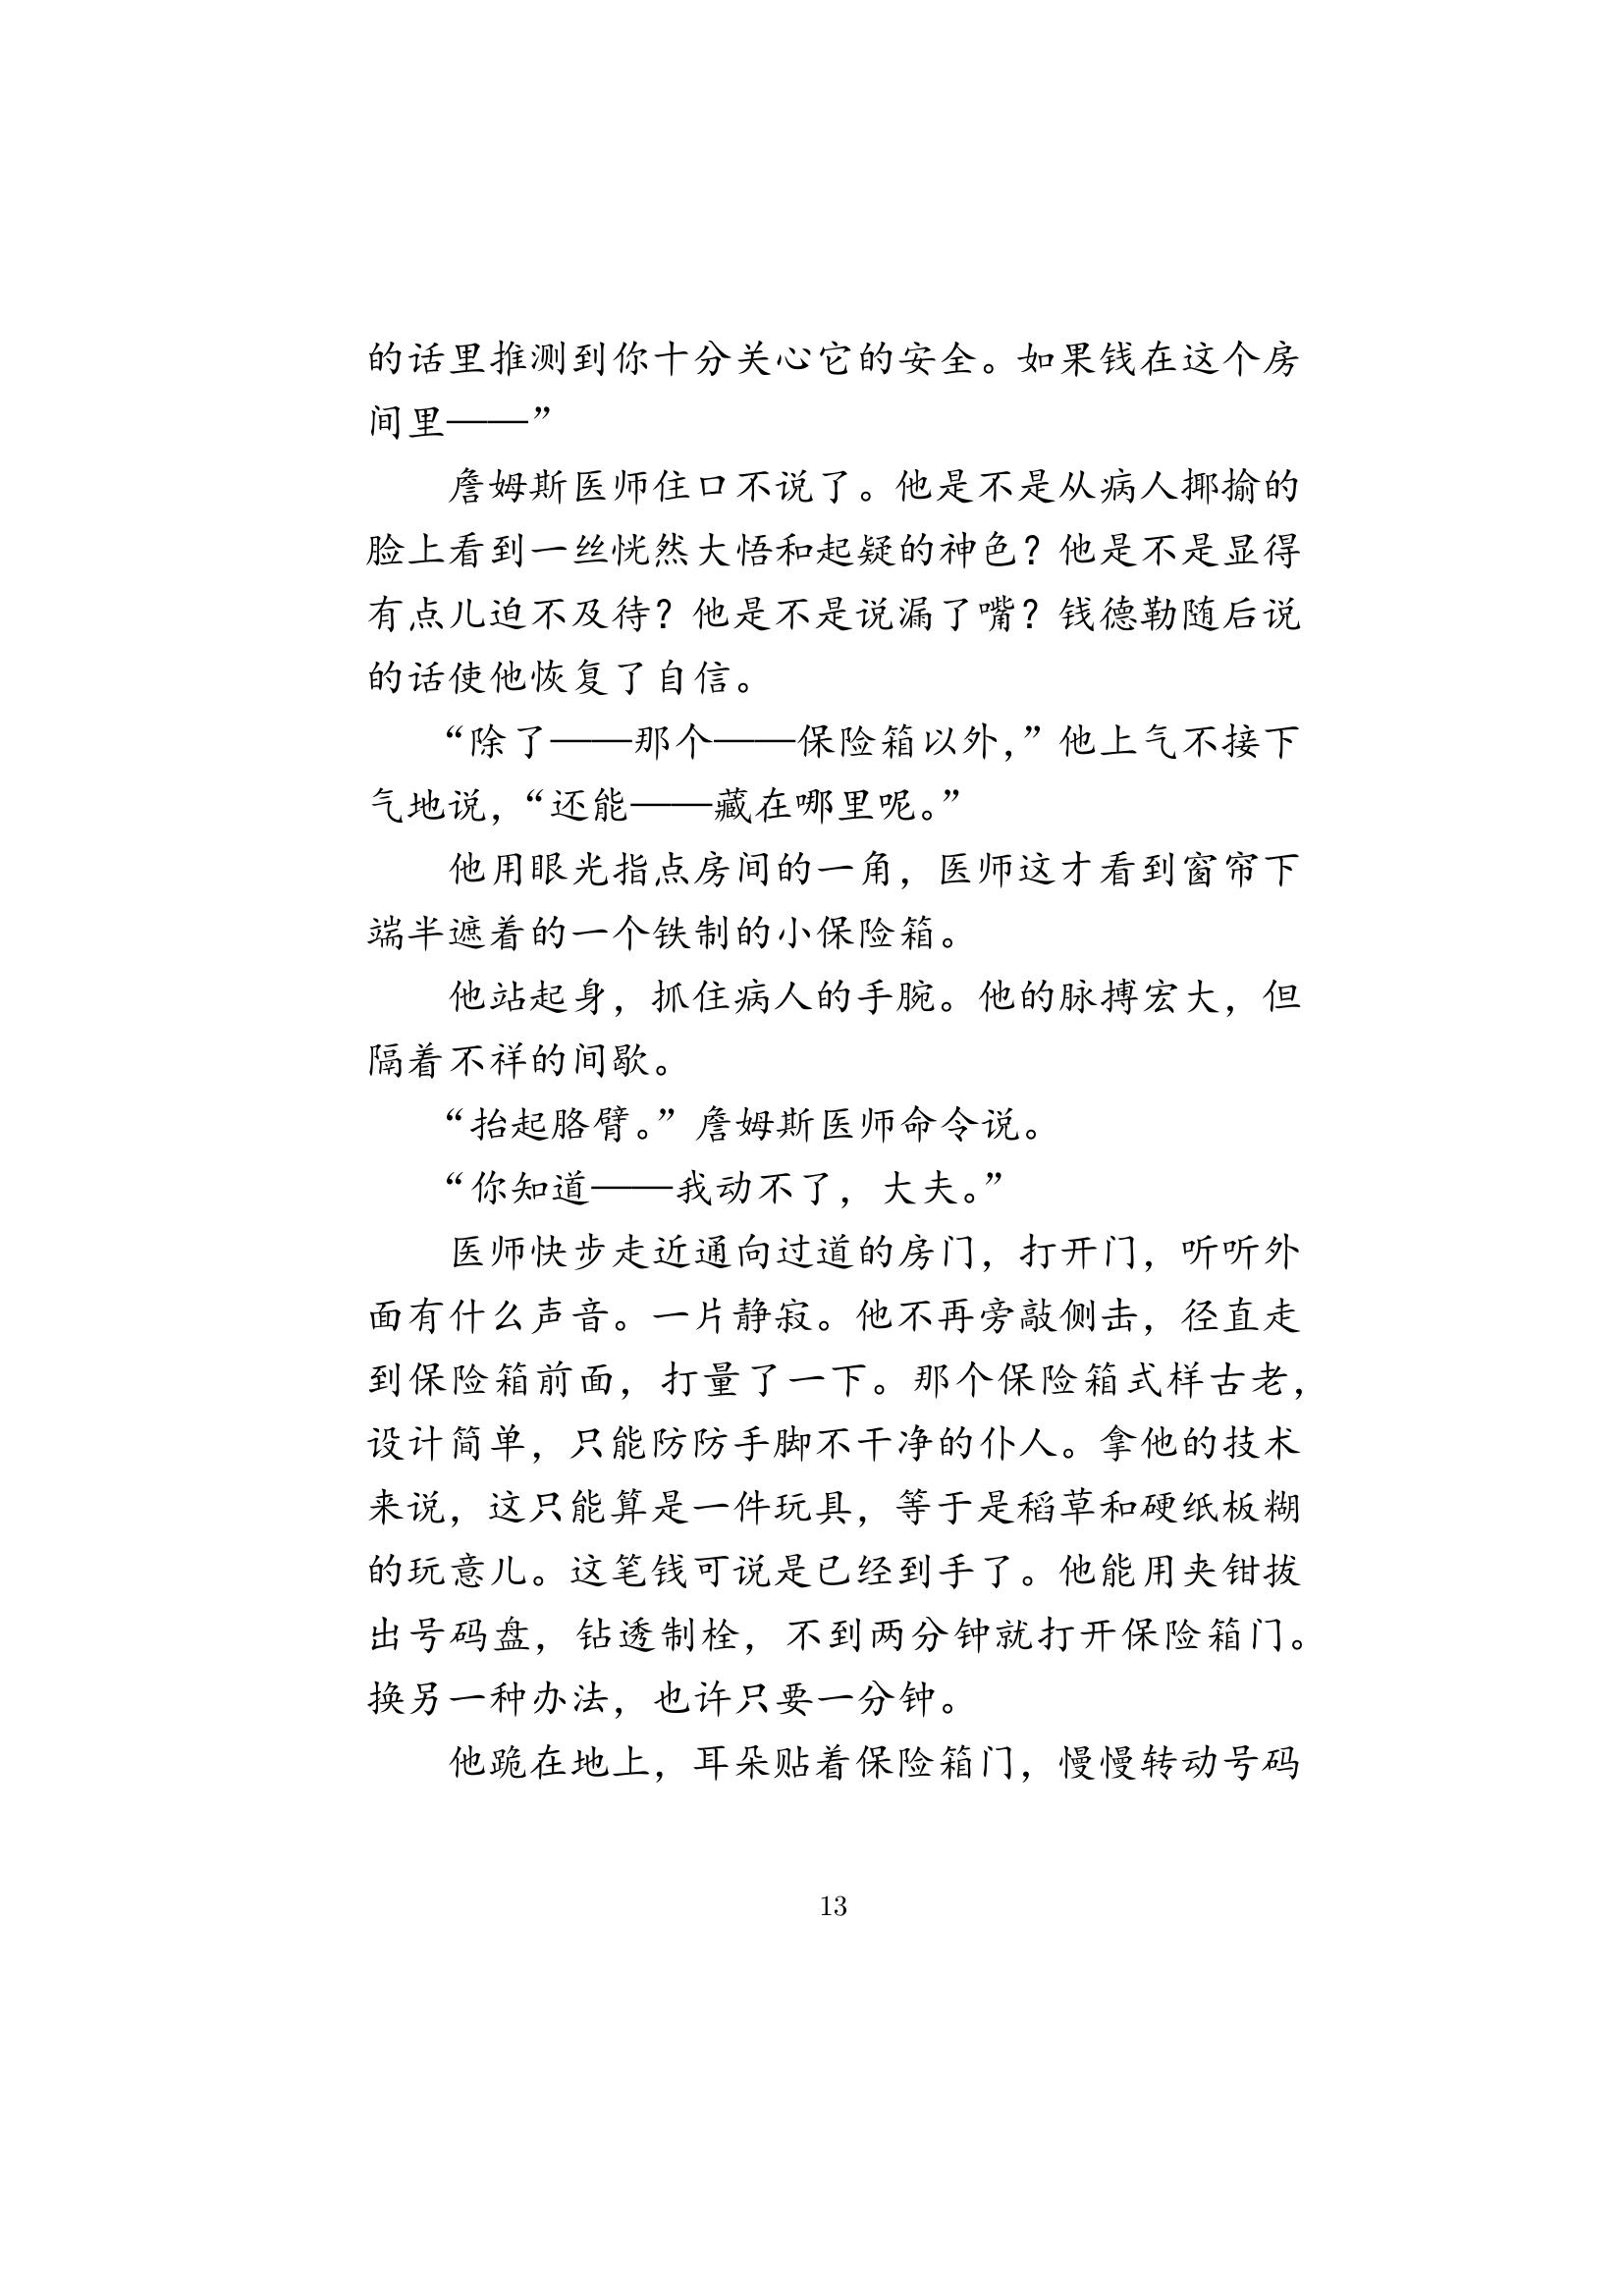 的话里推测到你十分关心它的安全。如果钱在这个房
间里——”
詹姆斯医师住口不说了。他是不是从病人揶揄的
脸上看到一丝恍然大悟和起疑的神色？他是不是显得
有点儿迫不及待？他是不是说漏了嘴？钱德勒随后说
的话使他恢复了自信。
“除了——那个——保险箱以外，”他上气不接下
气地说，“还能——藏在哪里呢。”
他用眼光指点房间的一角，医师这才看到窗帘下
端半遮着的一个铁制的小保险箱。
他站起身，抓住病人的手腕。他的脉搏宏大，但
隔着不祥的间歇。
“抬起胳臂。”詹姆斯医师命令说。
“你知道——我动不了，大夫。”
医师快步走近通向过道的房门，打开门，听听外
面有什么声音。一片静寂。他不再旁敲侧击，径直走
到保险箱前面，打量了一下。那个保险箱式样古老，
设计简单，只能防防手脚不干净的仆人。拿他的技术
来说，这只能算是一件玩具，等于是稻草和硬纸板糊
的玩意儿。这笔钱可说是已经到手了。他能用夹钳拔
出号码盘，钻透制栓，不到两分钟就打开保险箱门。
换另一种办法，也许只要一分钟。
他跪在地上，耳朵贴着保险箱门，慢慢转动号码
13